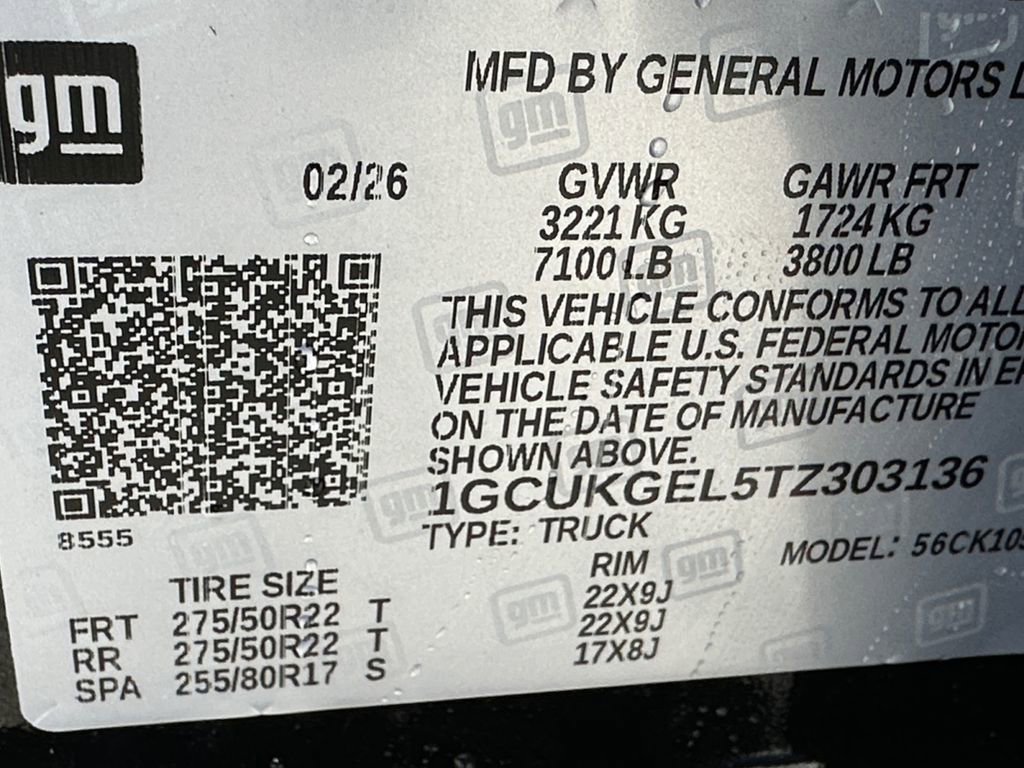 gm
MFD BY GENERAL MOTORS
02/26
GVWR GAWR FRT
3221 KG 1724 KG
7100 LB 3800 LB
THIS VEHICLE CONFORMS TO ALL
APPLICABLE U.S. FEDERAL MOTOR
VEHICLE SAFETY STANDARDS IN
ON THE DATE OF MANUFACTURE
SHOWN ABOVE.
1GCUKGEL5TZ303136
8555
TYPE: TRUCK MODEL: 56CK10
TIRE SIZE RIM
FRT 275/50R22 T 22X9J
RR 275/50R22 T 22X9J
SPA 255/80R17 S 17X8J